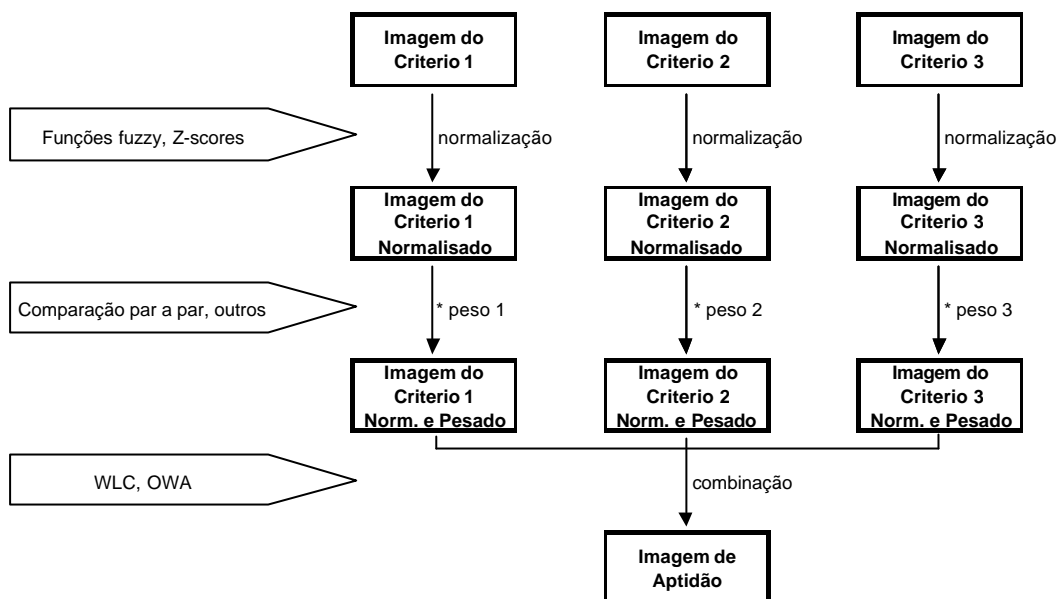 Imagem do
Criterio 1
Imagem do
Criterio 2
Imagem do
Criterio 3
Funções fuzzy, Z-scores
normalização
normalização
normalização
Imagem do
Criterio 1
Normalisado
Imagem do
Criterio 2
Normalisado
Imagem do
Criterio 3
Normalisado
Comparação par a par, outros
* peso 1
* peso 2
* peso 3
Imagem do
Criterio 1
Norm. e Pesado
Imagem do
Criterio 2
Norm. e Pesado
Imagem do
Criterio 3
Norm. e Pesado
WLC, OWA
combinação
Imagem de
Aptidão